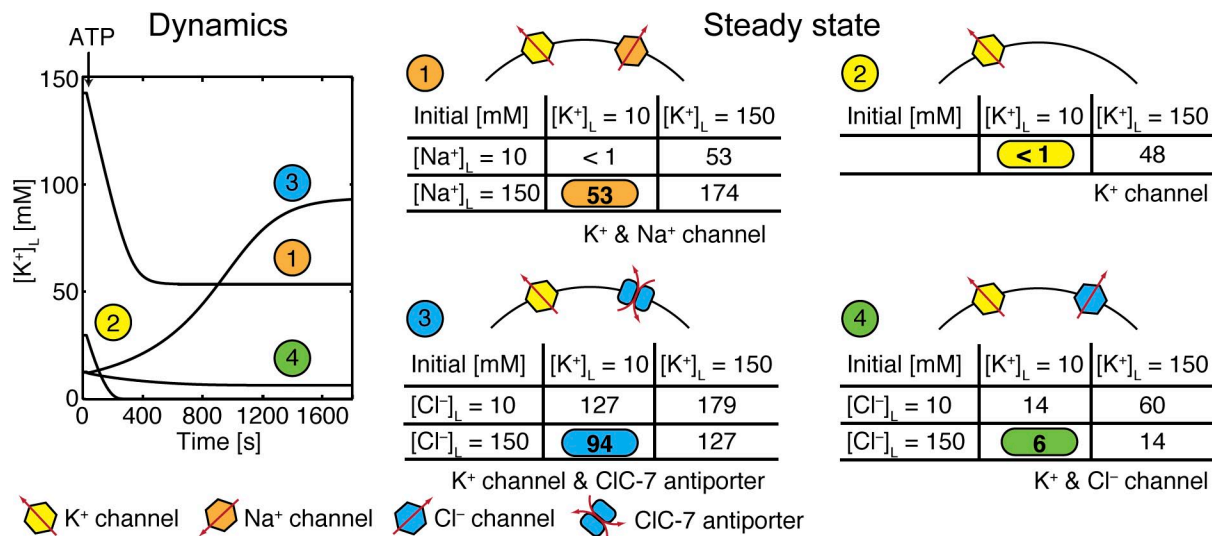 Dynamics
ATP
150
100
50
0
[K⁺]L [mM]
0 400 800 1200 1600
Time [s]
3
1
2
4
Steady state
1
Initial [mM] [K⁺]L = 10 [K⁺]L = 150
[Na⁺]L = 10 < 1 53
[Na⁺]L = 150 53 174
K⁺ & Na⁺ channel
2
Initial [mM] [K⁺]L = 10 [K⁺]L = 150
< 1 48
K⁺ channel
3
Initial [mM] [K⁺]L = 10 [K⁺]L = 150
[Cl⁻]L = 10 127 179
[Cl⁻]L = 150 94 127
K⁺ channel & ClC-7 antiporter
4
Initial [mM] [K⁺]L = 10 [K⁺]L = 150
[Cl⁻]L = 10 14 60
[Cl⁻]L = 150 6 14
K⁺ & Cl⁻ channel
K⁺ channel Na⁺ channel Cl⁻ channel ClC-7 antiporter